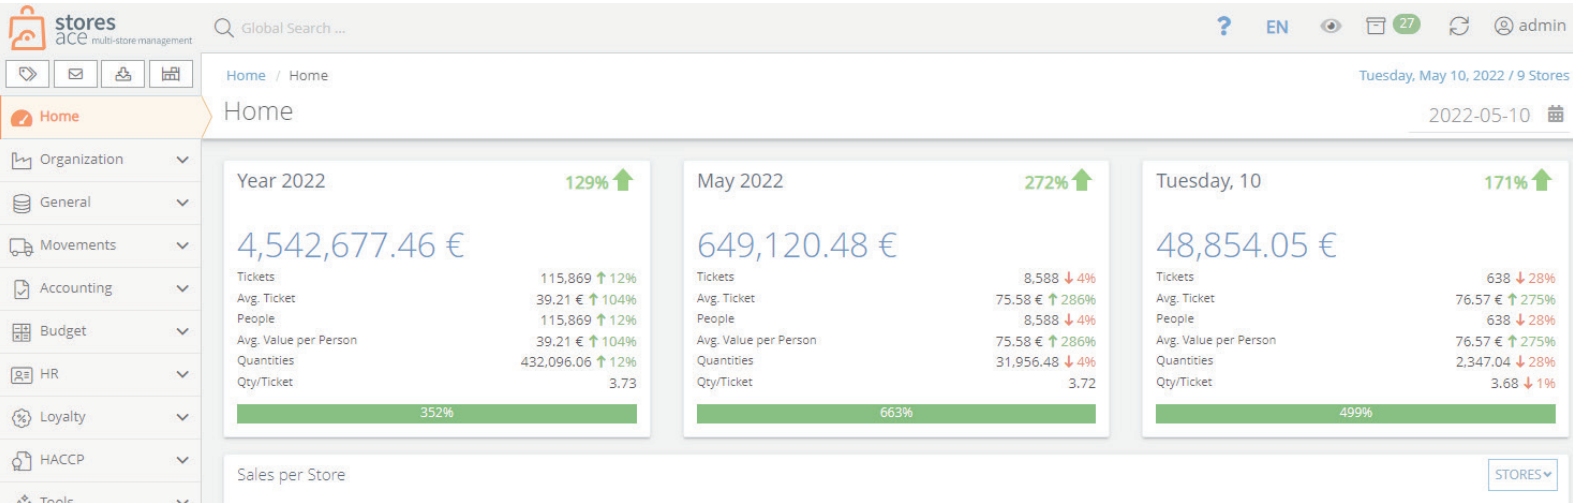 stores
ace multi-store management
Global Search ...
?
EN
27
admin
Home / Home
Tuesday, May 10, 2022 / 9 Stores
Home
2022-05-10
Home
Organization
General
Movements
Accounting
Budget
HR
Loyalty
HACCP
Tools
Year 2022
129%
4,542,677.46 €
Tickets 115,869 ↑ 12%
Avg. Ticket 39.21 € ↑ 104%
People 115,869 ↑ 12%
Avg. Value per Person 39.21 € ↑ 104%
Quantities 432,096.06 ↑ 12%
Qty/Ticket 3.73
352%
May 2022
272%
649,120.48 €
Tickets 8,588 ↓ 4%
Avg. Ticket 75.58 € ↑ 286%
People 8,588 ↓ 4%
Avg. Value per Person 75.58 € ↑ 286%
Quantities 31,956.48 ↓ 4%
Qty/Ticket 3.72
663%
Tuesday, 10
171%
48,854.05 €
Tickets 638 ↓ 28%
Avg. Ticket 76.57 € ↑ 275%
People 638 ↓ 28%
Avg. Value per Person 76.57 € ↑ 275%
Quantities 2,347.04 ↓ 28%
Qty/Ticket 3.68 ↓ 1%
499%
Sales per Store
STORES